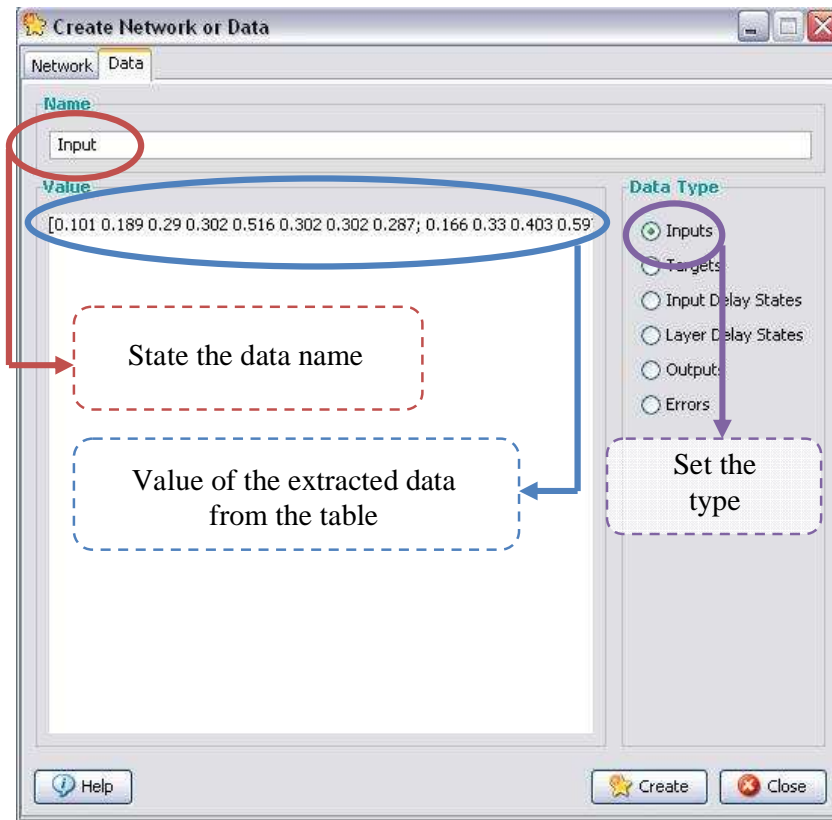 Create Network or Data
Network Data
Name
Input
Value
[0.101 0.189 0.29 0.302 0.516 0.302 0.302 0.287; 0.166 0.33 0.403 0.59
Data Type
Inputs
Targets
Input Delay States
Layer Delay States
Outputs
Errors
State the data name
Value of the extracted data
from the table
Set the
type
Help
Create
Close